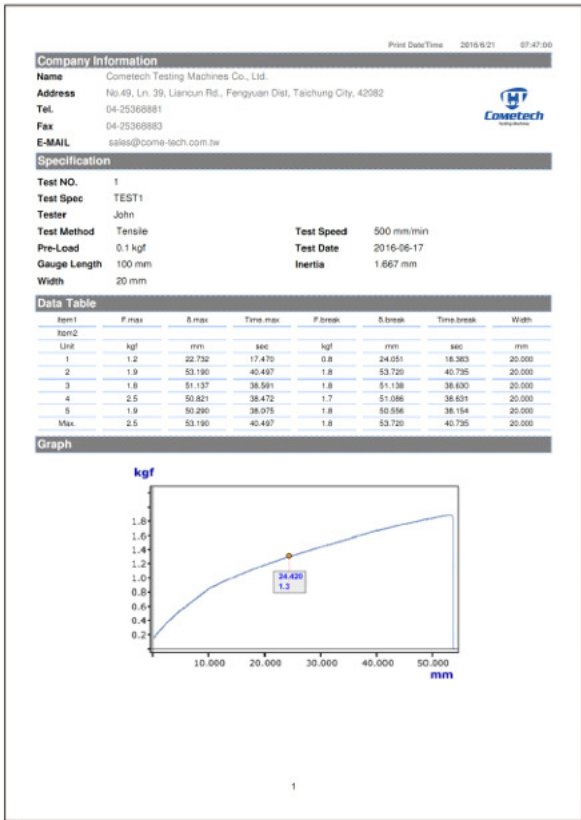 Print DateTime 2016/6/21 07:47:00
Company Information
Name Cometech Testing Machines Co., Ltd.
Address No.49, Ln. 39, Liancun Rd., Fengyuan Dist, Taichung City, 42082
Tel. 04-25368881
Fax 04-25368883
E-MAIL sales@come-tech.com.tw
CT
Cometech
Testing Machines
Specification
Test NO. 1
Test Spec TEST1
Tester John
Test Method Tensile Test Speed 500 mm/min
Pre-Load 0.1 kgf Test Date 2016-06-17
Gauge Length 100 mm Inertia 1.667 mm
Width 20 mm
Data Table
Item1 F.max δ.max Time.max F.break δ.break Time.break Width
Item2
Unit kgf mm sec kgf mm sec mm
1 1.2 22.732 17.470 0.8 24.051 18.383 20.000
2 1.9 53.190 40.497 1.8 53.720 40.735 20.000
3 1.8 51.137 38.591 1.8 51.138 38.630 20.000
4 2.5 50.821 38.472 1.7 51.086 38.631 20.000
5 1.9 50.290 38.075 1.8 50.556 38.154 20.000
Max. 2.5 53.190 40.497 1.8 53.720 40.735 20.000
Graph
kgf
1.8
1.6
1.4
1.2
1.0
0.8
0.6
0.4
0.2
24.420
1.3
10.000 20.000 30.000 40.000 50.000
mm
1